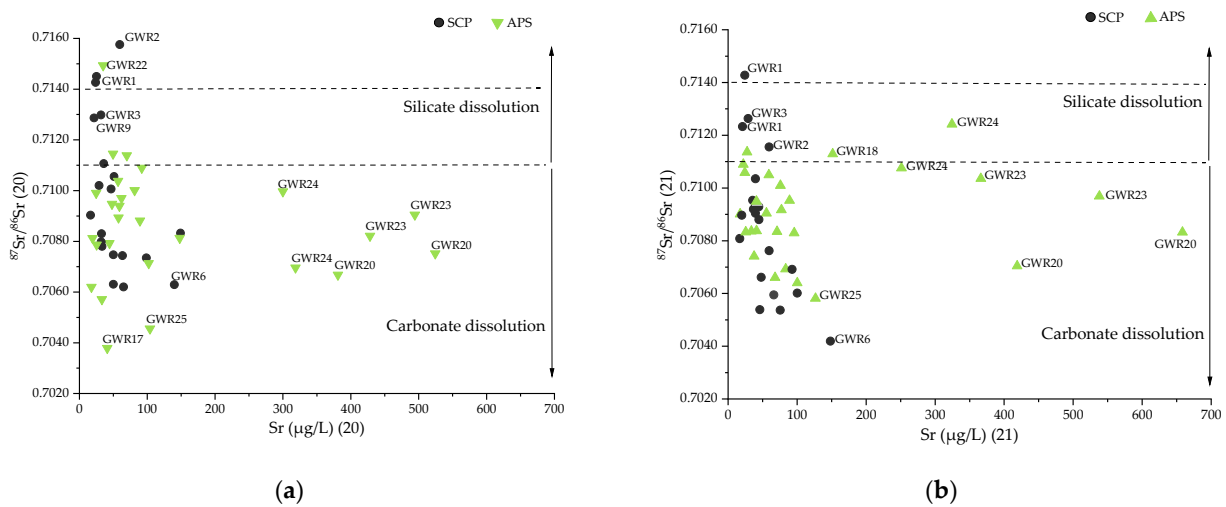 SCP APS
0.7160
0.7140
0.7120
0.7100
0.7080
0.7060
0.7040
0.7020
87Sr/86Sr (20)
GWR2
GWR22
GWR1
GWR3
GWR9
Silicate dissolution
GWR24
GWR23
GWR23
GWR20
GWR24
GWR20
GWR6
GWR25
GWR17
Carbonate dissolution
0 100 200 300 400 500 600 700
Sr (μg/L) (20)
(a)
SCP APS
0.7160
0.7140
0.7120
0.7100
0.7080
0.7060
0.7040
0.7020
87Sr/86Sr (21)
GWR1
GWR3
GWR1
GWR2
Silicate dissolution
GWR24
GWR18
GWR24
GWR23
GWR23
GWR20
GWR20
GWR25
GWR6
Carbonate dissolution
0 100 200 300 400 500 600 700
Sr (μg/L) (21)
(b)